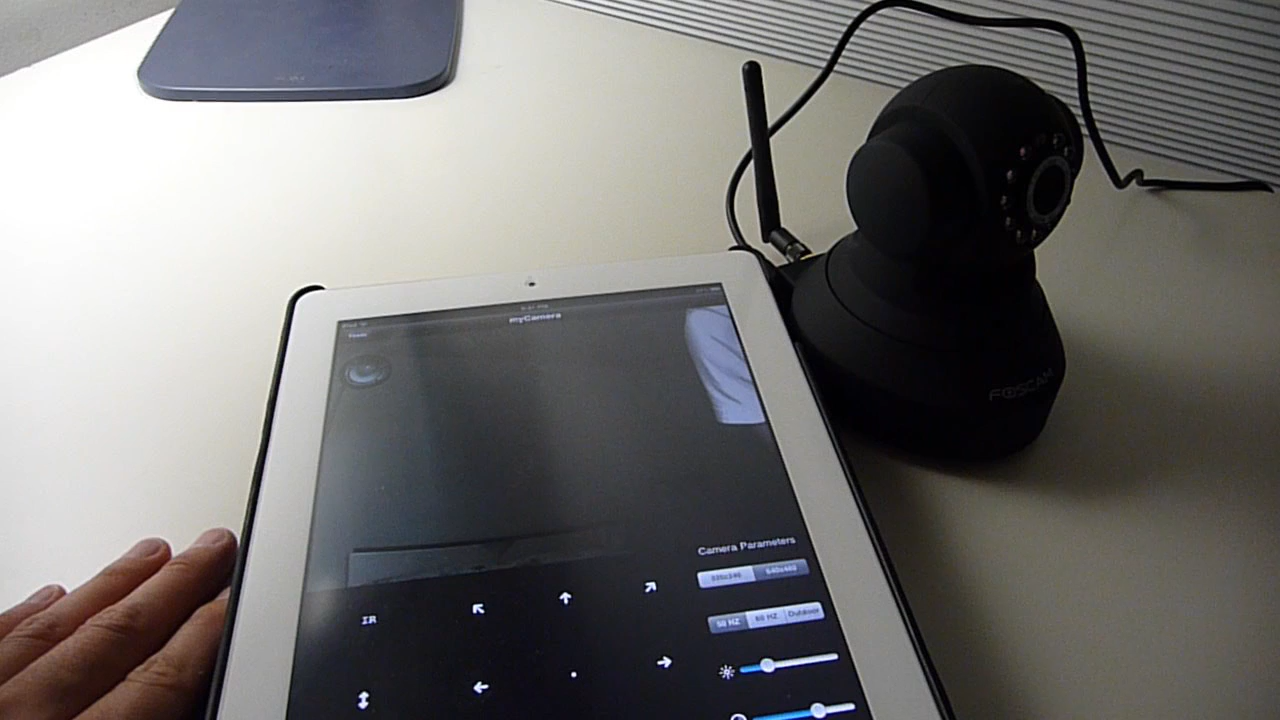 myCamera
FOSCAM
Camera Parameters
320x240 640x480
50 HZ 60 HZ Outdoor
IR